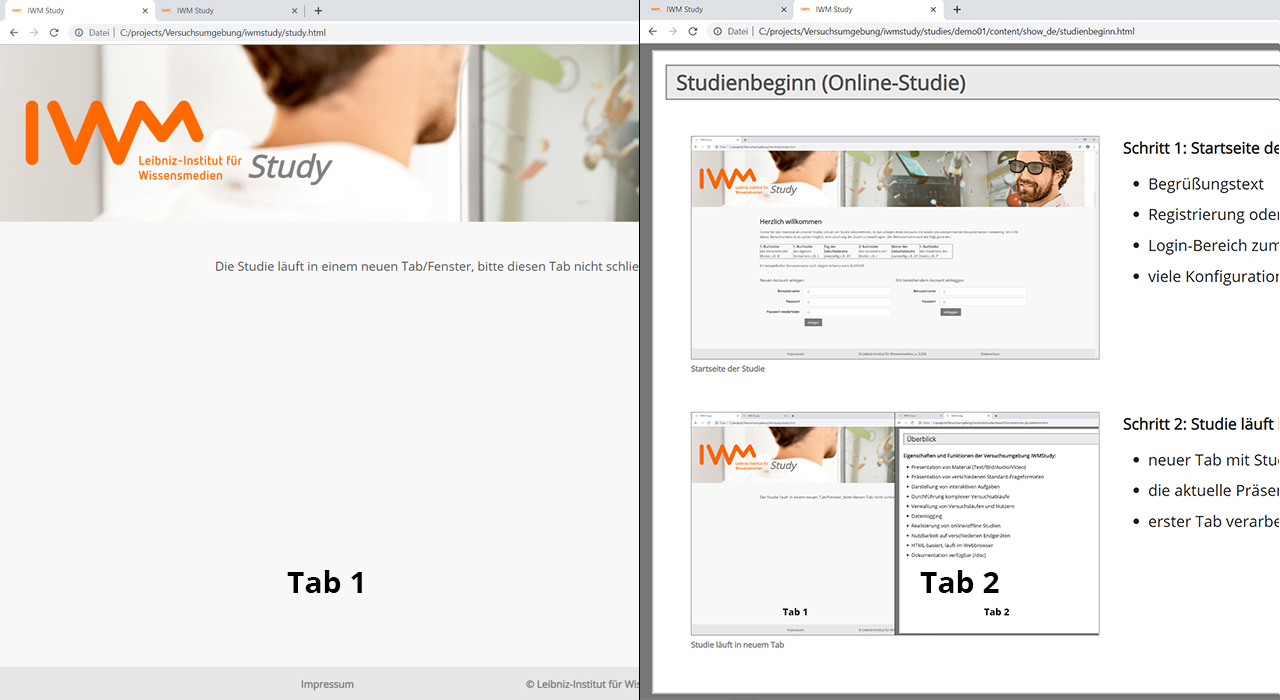 IWM Study
IWM Study
Datei
C:/projects/Versuchsumgebung/iwmstudy/study.html
IWM
Leibniz-Institut für
Wissensmedien
Study
Die Studie läuft in einem neuen Tab/Fenster, bitte diesen Tab nicht schlie
Tab 1
Impressum
© Leibniz-Institut für Wis
IWM Study
IWM Study
Datei
C:/projects/Versuchsumgebung/iwmstudy/studies/demo01/content/show_de/studienbeginn.html
Studienbeginn (Online-Studie)
IWM
Leibniz-Institut für
Wissensmedien
Study
Herzlich willkommen
Neuen Account anlegen
Mit bestehendem Account einloggen
Benutzername
Benutzername
Passwort
Passwort
Passwort wiederholen
Impressum
Datenschutz
Startseite der Studie
Schritt 1: Startseite de
Begrüßungstext
Registrierung oder
Login-Bereich zum
viele Konfiguration
IWM
Leibniz-Institut für
Wissensmedien
Study
Die Studie läuft in einem neuen Tab/Fenster, bitte diesen Tab nicht schlie
Tab 1
Impressum
Überblick
Eigenschaften und Funktionen der Versuchsumgebung IWMStudy:
Presentation von Material (Text/Bild/Audio/Video)
Präsentation von verschiedenen Standard-Frageformaten
Darstellung von interaktiven Aufgaben
Durchführung komplexer Versuchsabläufe
Verwaltung von Versuchsläufen und Nutzern
Datenlogging
Realisierung von online/offline Studien
Nutzbarkeit auf verschiedenen Endgeräten
HTML-basiert, läuft im Webbrowser
Dokumentation verfügbar (/doc)
Tab 2
Tab 2
Studie läuft in neuem Tab
Schritt 2: Studie läuft
neuer Tab mit Stu
die aktuelle Präsen
erster Tab verarbe